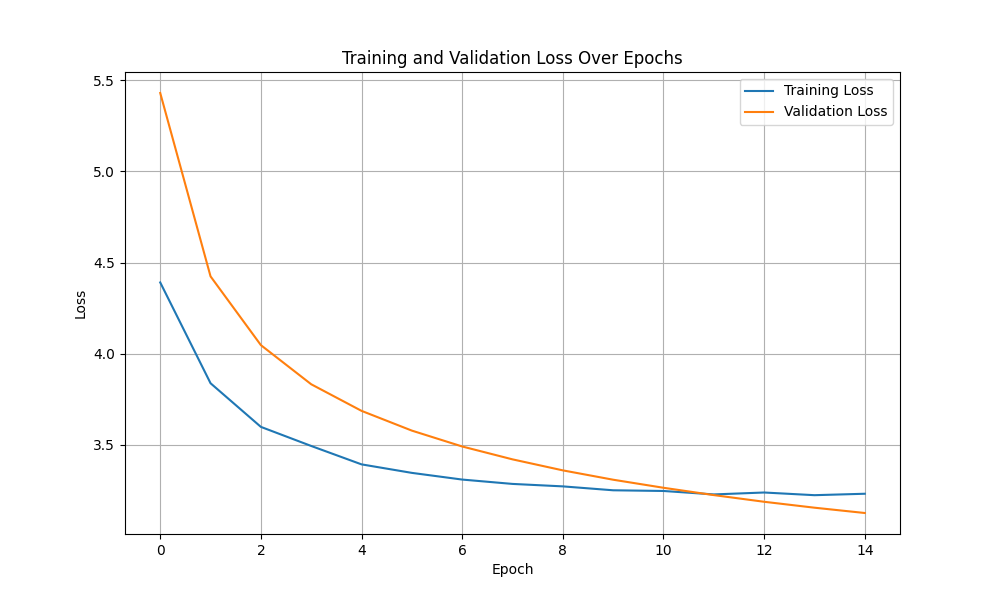 Training and Validation Loss Over Epochs
Training Loss
Validation Loss
5.5
5.0
4.5
4.0
3.5
Loss
0 2 4 6 8 10 12 14
Epoch